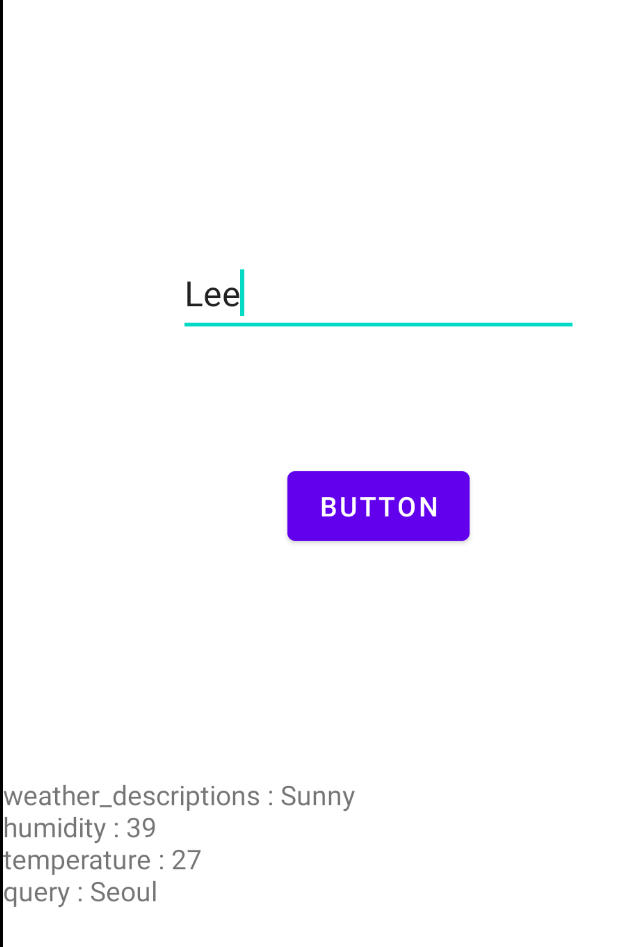 Lee
BUTTON
weather_descriptions : Sunny
humidity : 39
temperature : 27
query : Seoul